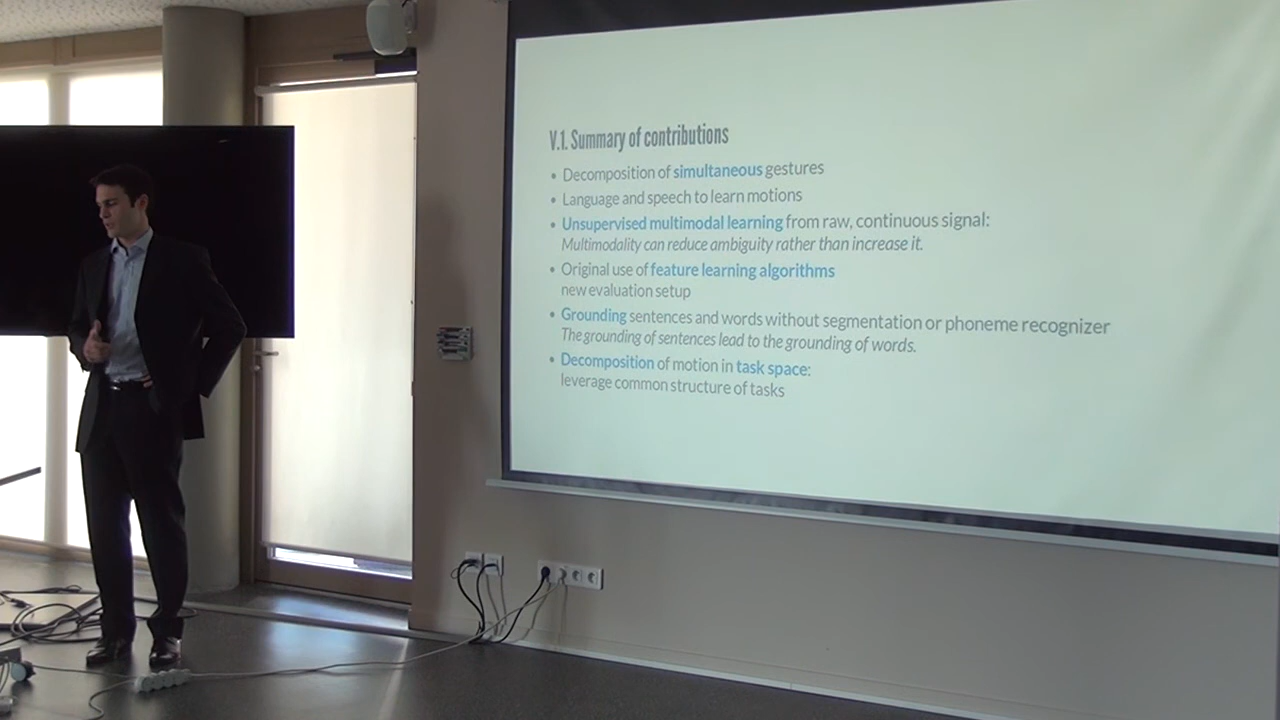 V.1. Summary of contributions
• Decomposition of simultaneous gestures
• Language and speech to learn motions
• Unsupervised multimodal learning from raw, continuous signal:
Multimodality can reduce ambiguity rather than increase it.
• Original use of feature learning algorithms
new evaluation setup
• Grounding sentences and words without segmentation or phoneme recognizer
The grounding of sentences lead to the grounding of words.
• Decomposition of motion in task space:
leverage common structure of tasks